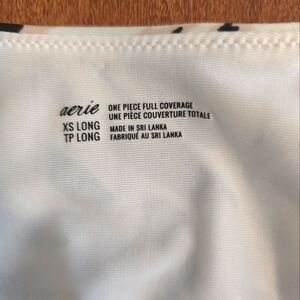 aerie ONE PIECE FULL COVERAGE
UNE PIÈCE COUVERTURE TOTALE
XS LONG MADE IN SRI LANKA
TP LONG FABRIQUÉ AU SRI LANKA